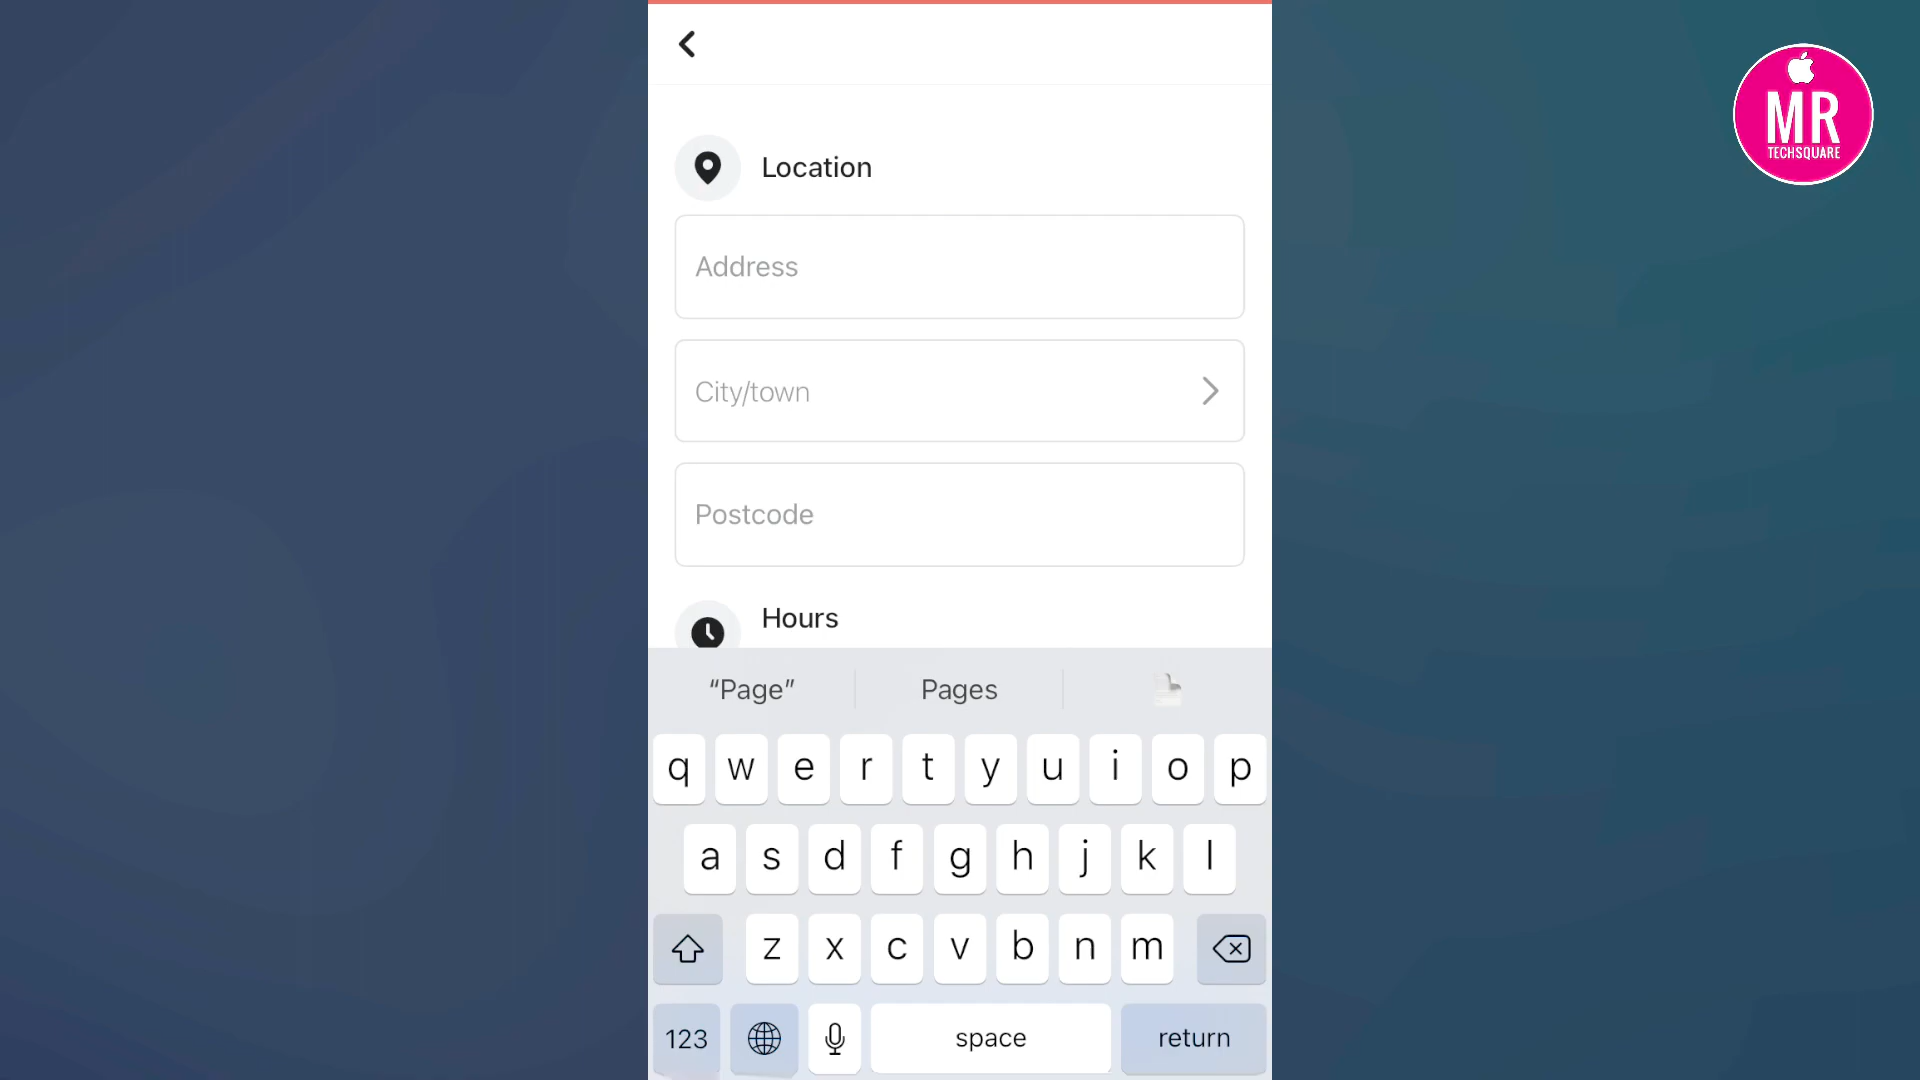 Location
Address
City/town
Postcode
Hours
“Page”
Pages
q w e r t y u i o p
a s d f g h j k l
z x c v b n m
123
space
return
MR
TECHSQUARE